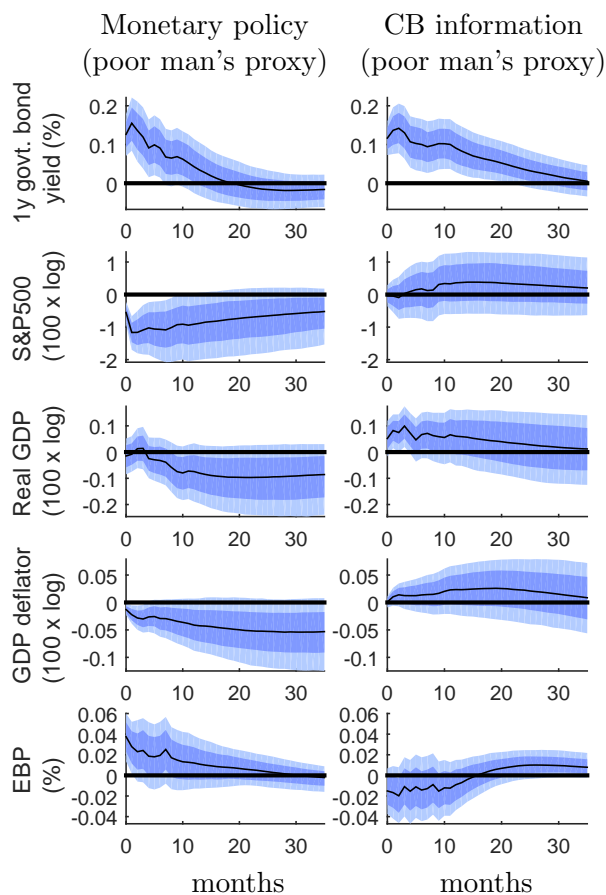 Monetary policy
(poor man's proxy)
CB information
(poor man's proxy)
1y govt. bond
yield (%)
0.2
0.1
0
0 10 20 30
0.2
0.1
0
0 10 20 30
S&P500
(100 x log)
1
0
-1
-2
0 10 20 30
1
0
-1
-2
0 10 20 30
Real GDP
(100 x log)
0.1
0
-0.1
-0.2
0 10 20 30
0.1
0
-0.1
-0.2
0 10 20 30
GDP deflator
(100 x log)
0.05
0
-0.05
-0.1
0 10 20 30
0.05
0
-0.05
-0.1
0 10 20 30
EBP
(%)
0.06
0.04
0.02
0
-0.02
-0.04
0 10 20 30
0.06
0.04
0.02
0
-0.02
-0.04
0 10 20 30
months
months